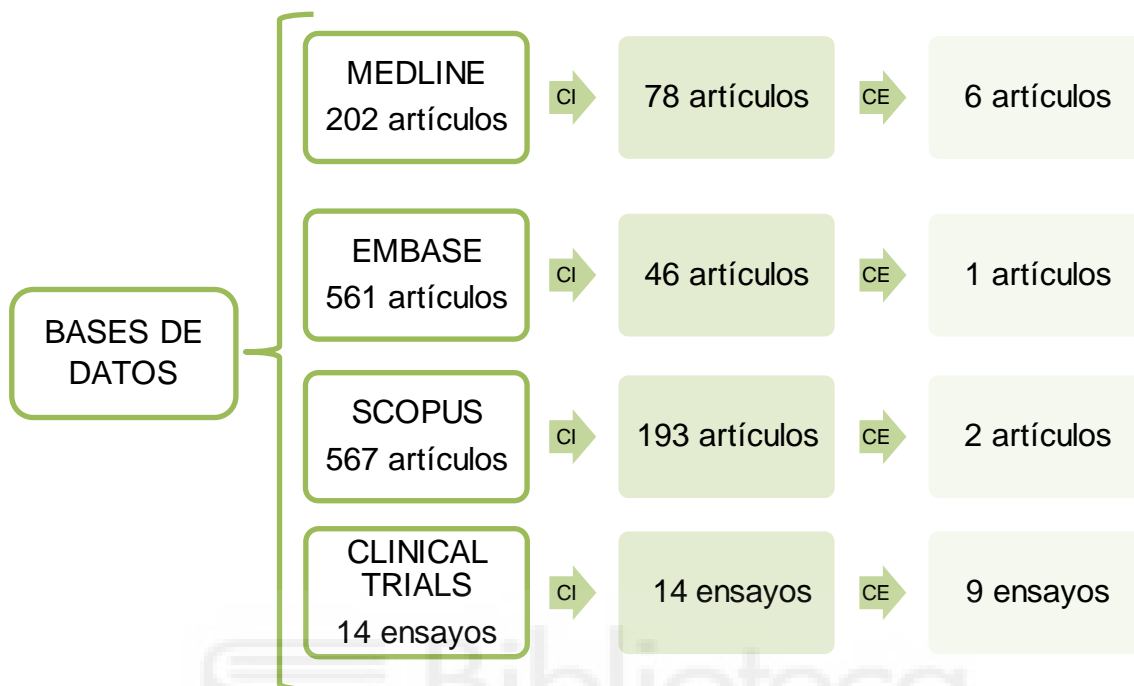 BASES DE
DATOS
MEDLINE
202 artículos
CI
78 artículos
CE
6 artículos
EMBASE
561 artículos
CI
46 artículos
CE
1 artículos
SCOPUS
567 artículos
CI
193 artículos
CE
2 artículos
CLINICAL
TRIALS
14 ensayos
CI
14 ensayos
CE
9 ensayos
Biblioteca